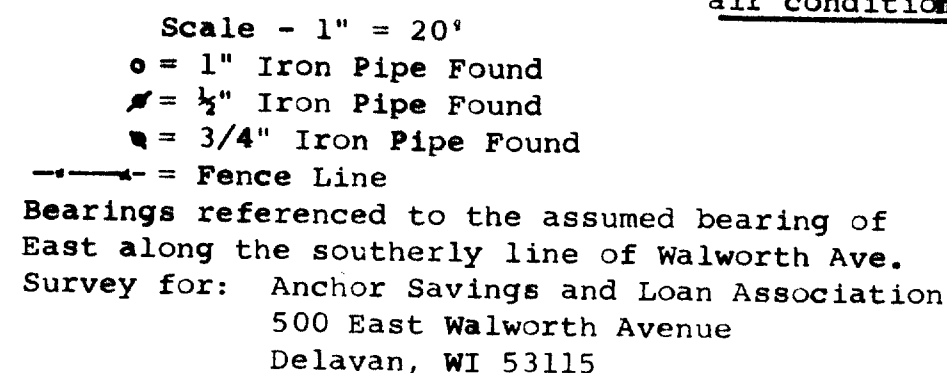 air condition
Scale - 1" = 20'
o = 1" Iron Pipe Found
= ½" Iron Pipe Found
= 3/4" Iron Pipe Found
= Fence Line
Bearings referenced to the assumed bearing of
East along the southerly line of Walworth Ave.
Survey for: Anchor Savings and Loan Association
500 East Walworth Avenue
Delavan, WI 53115